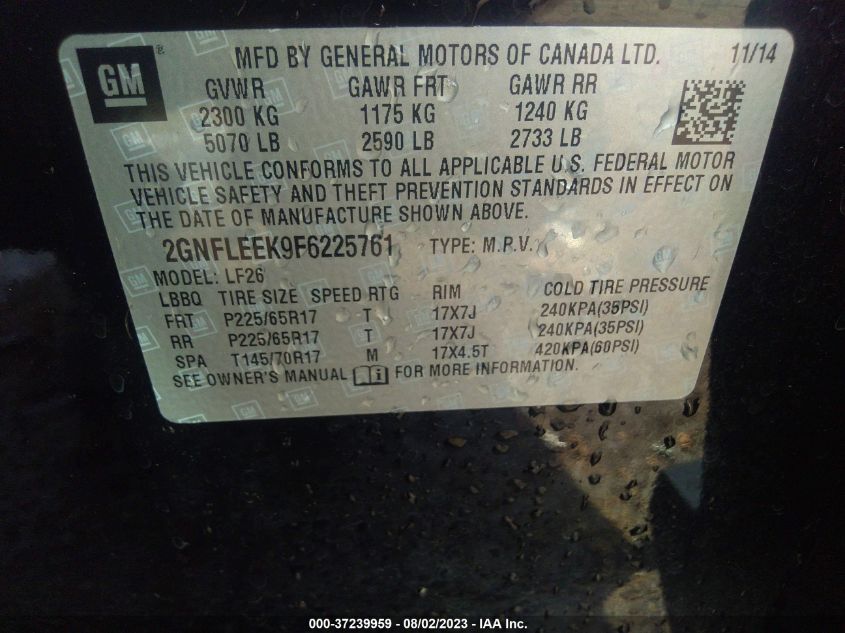 GM ® MFD BY GENERAL MOTORS OF CANADA LTD. 11/14
GVWR GAWR FRT GAWR RR
2300 KG 1175 KG 1240 KG
5070 LB 2590 LB 2733 LB
THIS VEHICLE CONFORMS TO ALL APPLICABLE U.S. FEDERAL MOTOR
VEHICLE SAFETY AND THEFT PREVENTION STANDARDS IN EFFECT ON
THE DATE OF MANUFACTURE SHOWN ABOVE.
2GNFLEEK9F6225761 TYPE: M.P.V.
MODEL: LF26
LBBQ TIRE SIZE SPEED RTG RIM COLD TIRE PRESSURE
FRT P225/65R17 T 17X7J 240KPA(35PSI)
RR P225/65R17 T 17X7J 240KPA(35PSI)
SPA T145/70R17 M 17X4.5T 420KPA(60PSI)
SEE OWNER'S MANUAL FOR MORE INFORMATION.
000-37239959 - 08/02/2023 - IAA Inc.